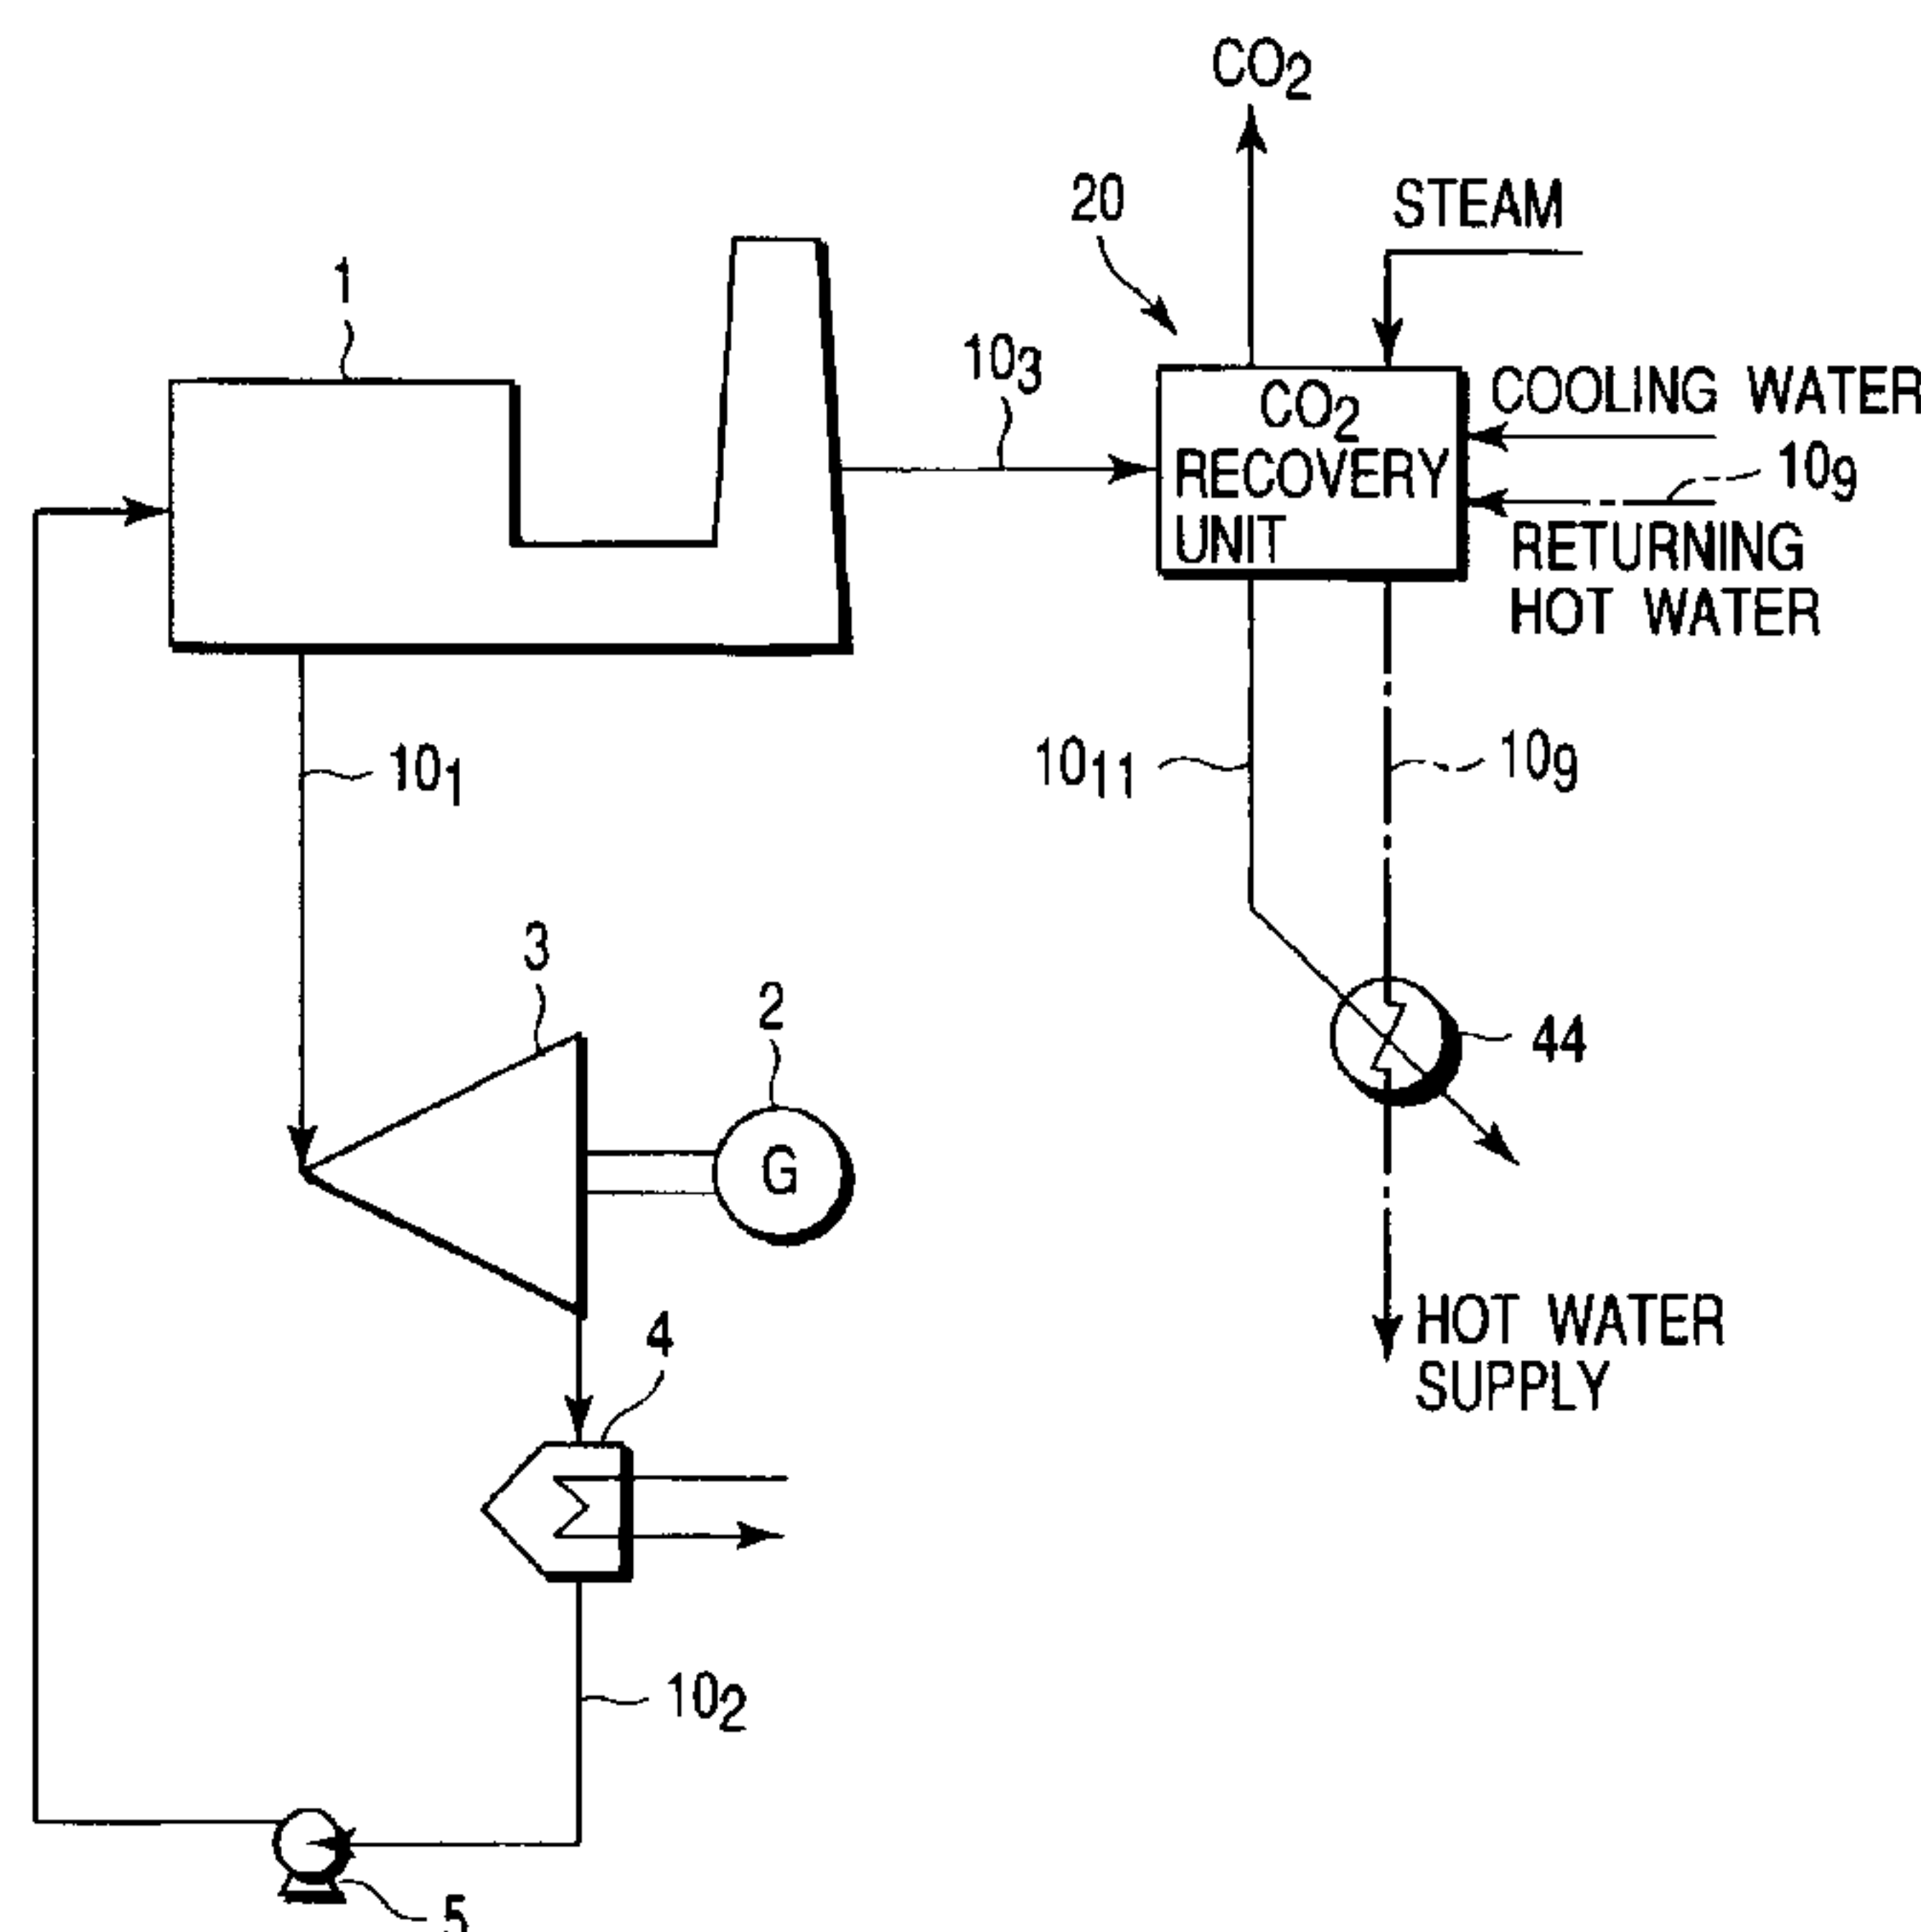 CO2
20
STEAM
1
103
CO2
RECOVERY
UNIT
COOLING WATER
109
RETURNING
HOT WATER
101
1011
109
3
2
44
G
4
HOT WATER
SUPPLY
102
5